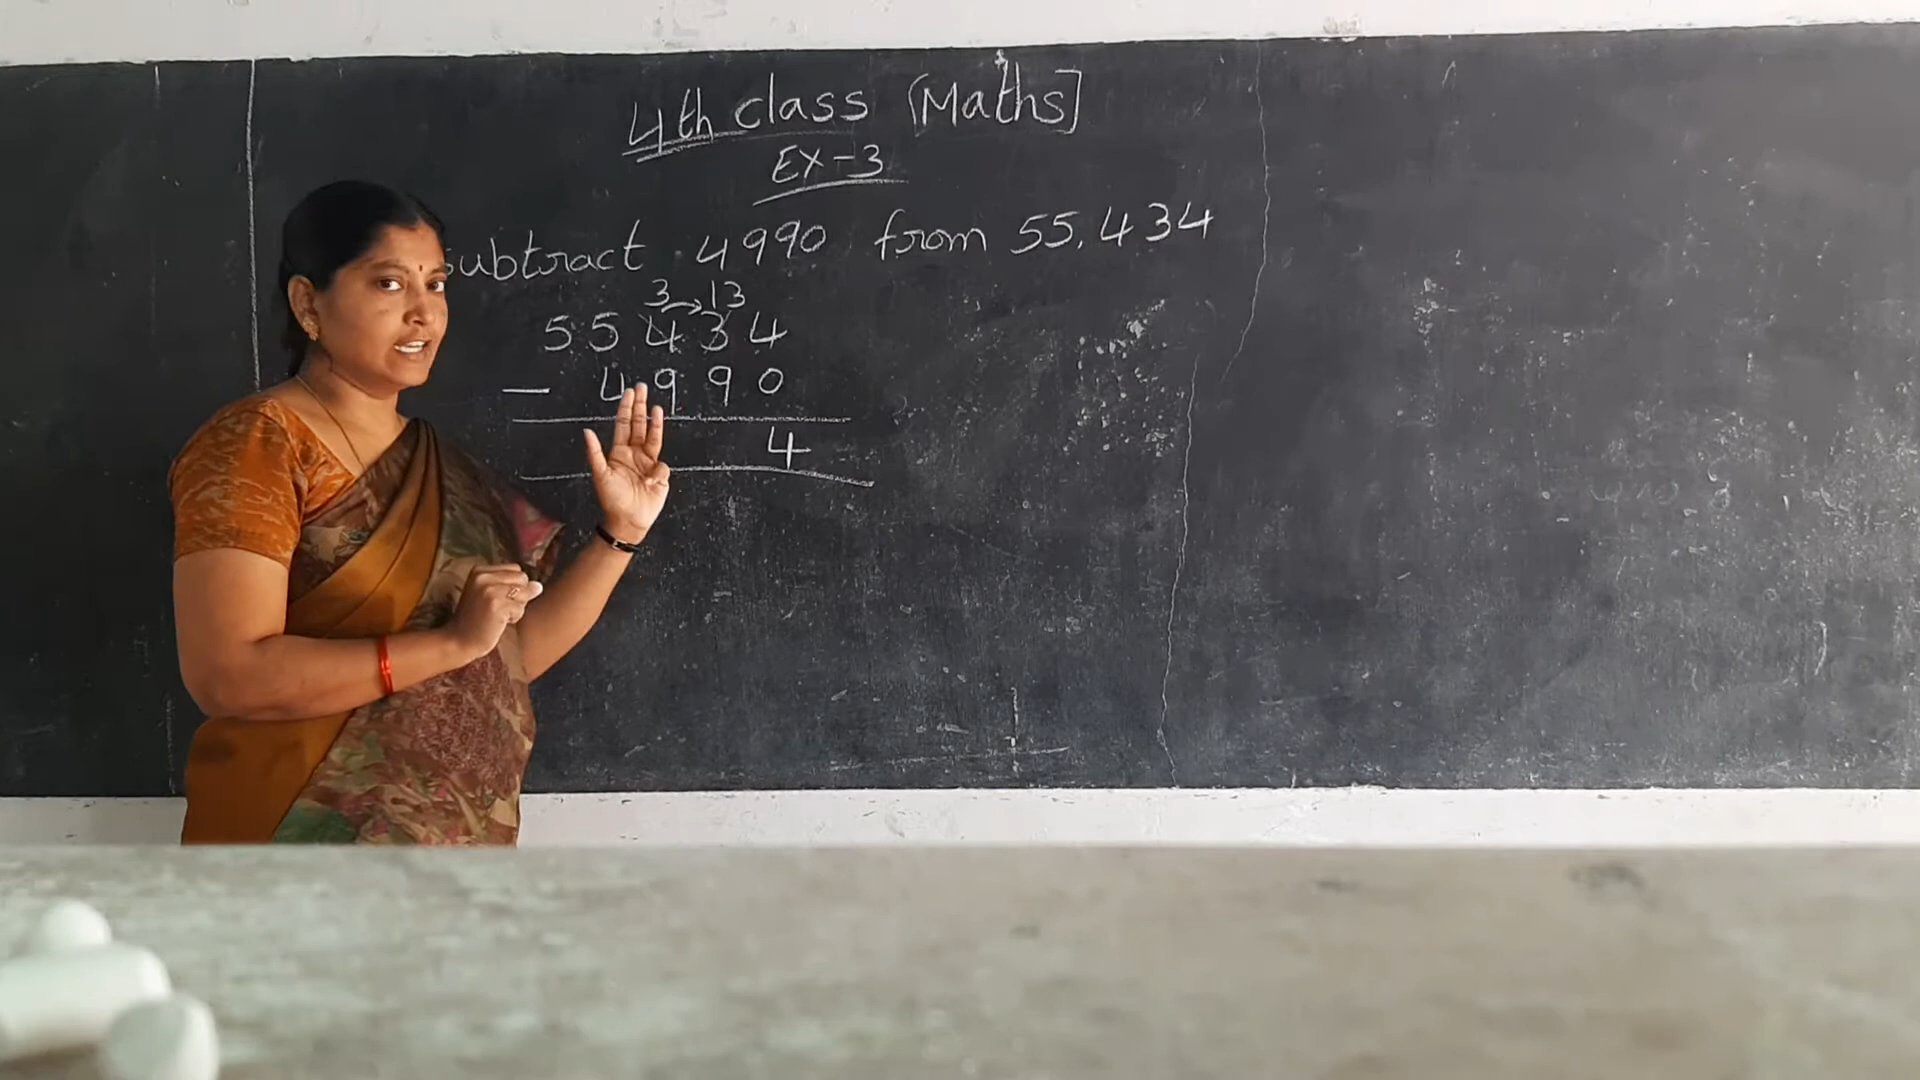 4th class [Maths]
EX-3
Subtract 4990 from 55,434
3 → 13
55434
- 4990
4